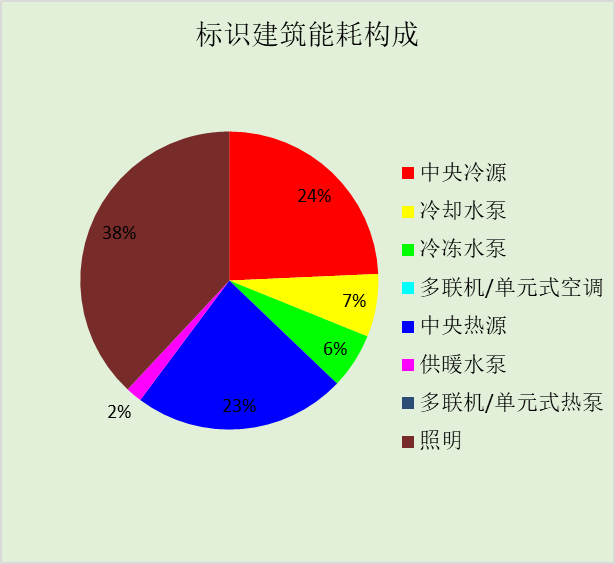 标识建筑能耗构成
24%
7%
6%
23%
2%
38%
中央冷源
冷却水泵
冷冻水泵
多联机/单元式空调
中央热源
供暖水泵
多联机/单元式热泵
照明